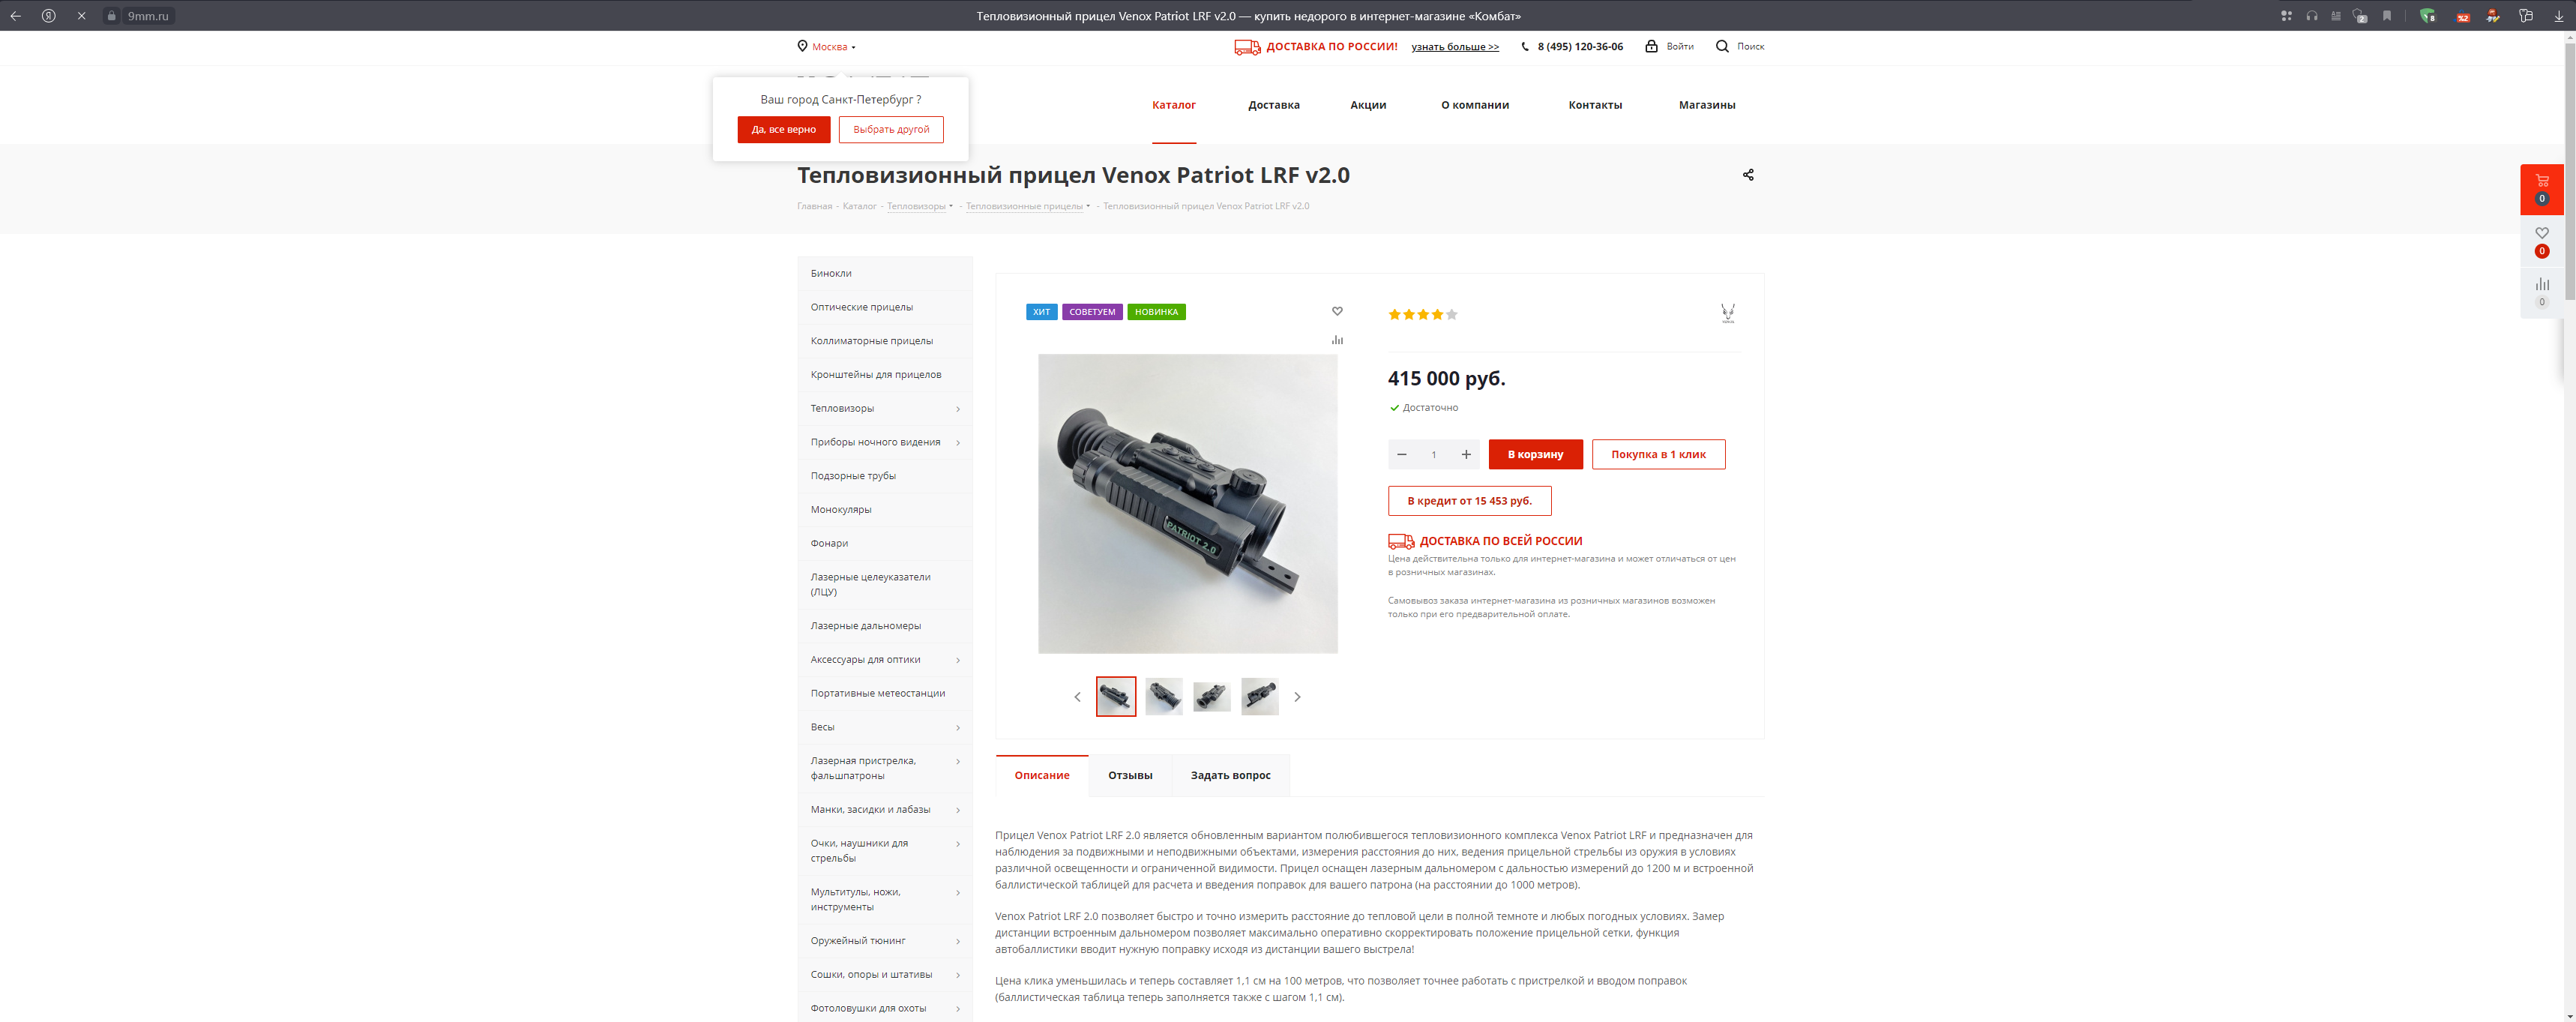 9mm.ru
Тепловизионный прицел Venox Patriot LRF v2.0 — купить недорого в интернет-магазине «Комбат»
2
8
%2
Москва
ДОСТАВКА ПО РОССИИ!
узнать больше >>
8 (495) 120-36-06
Войти
Поиск
Ваш город Санкт-Петербург ?
Да, все верно
Выбрать другой
Каталог
Доставка
Акции
О компании
Контакты
Магазины
Тепловизионный прицел Venox Patriot LRF v2.0
Главная - Каталог - Тепловизоры - Тепловизионные прицелы - Тепловизионный прицел Venox Patriot LRF v2.0
0
0
0
Бинокли
Оптические прицелы
Коллиматорные прицелы
Кронштейны для прицелов
Тепловизоры
Приборы ночного видения
Подзорные трубы
Монокуляры
Фонари
Лазерные целеуказатели
(ЛЦУ)
Лазерные дальномеры
Аксессуары для оптики
Портативные метеостанции
Весы
Лазерная пристрелка,
фальшпатроны
Манки, засидки и лабазы
Очки, наушники для
стрельбы
Мультитулы, ножи,
инструменты
Оружейный тюнинг
Сошки, опоры и штативы
Фотоловушки для охоты
ХИТ
СОВЕТУЕМ
НОВИНКА
PATRIOT 2.0
415 000 руб.
Достаточно
1
В корзину
Покупка в 1 клик
В кредит от 15 453 руб.
ДОСТАВКА ПО ВСЕЙ РОССИИ
Цена действительна только для интернет-магазина и может отличаться от цен
в розничных магазинах.
Самовывоз заказа интернет-магазина из розничных магазинов возможен
только при его предварительной оплате.
Описание
Отзывы
Задать вопрос
Прицел Venox Patriot LRF 2.0 является обновленным вариантом полюбившегося тепловизионного комплекса Venox Patriot LRF и предназначен для
наблюдения за подвижными и неподвижными объектами, измерения расстояния до них, ведения прицельной стрельбы из оружия в условиях
различной освещенности и ограниченной видимости. Прицел оснащен лазерным дальномером с дальностью измерений до 1200 м и встроенной
баллистической таблицей для расчета и введения поправок для вашего патрона (на расстоянии до 1000 метров).
Venox Patriot LRF 2.0 позволяет быстро и точно измерить расстояние до тепловой цели в полной темноте и любых погодных условиях. Замер
дистанции встроенным дальномером позволяет максимально оперативно скорректировать положение прицельной сетки, функция
автобаллистики вводит нужную поправку исходя из дистанции вашего выстрела!
Цена клика уменьшилась и теперь составляет 1,1 см на 100 метров, что позволяет точнее работать с пристрелкой и вводом поправок
(баллистическая таблица теперь заполняется также с шагом 1,1 см).